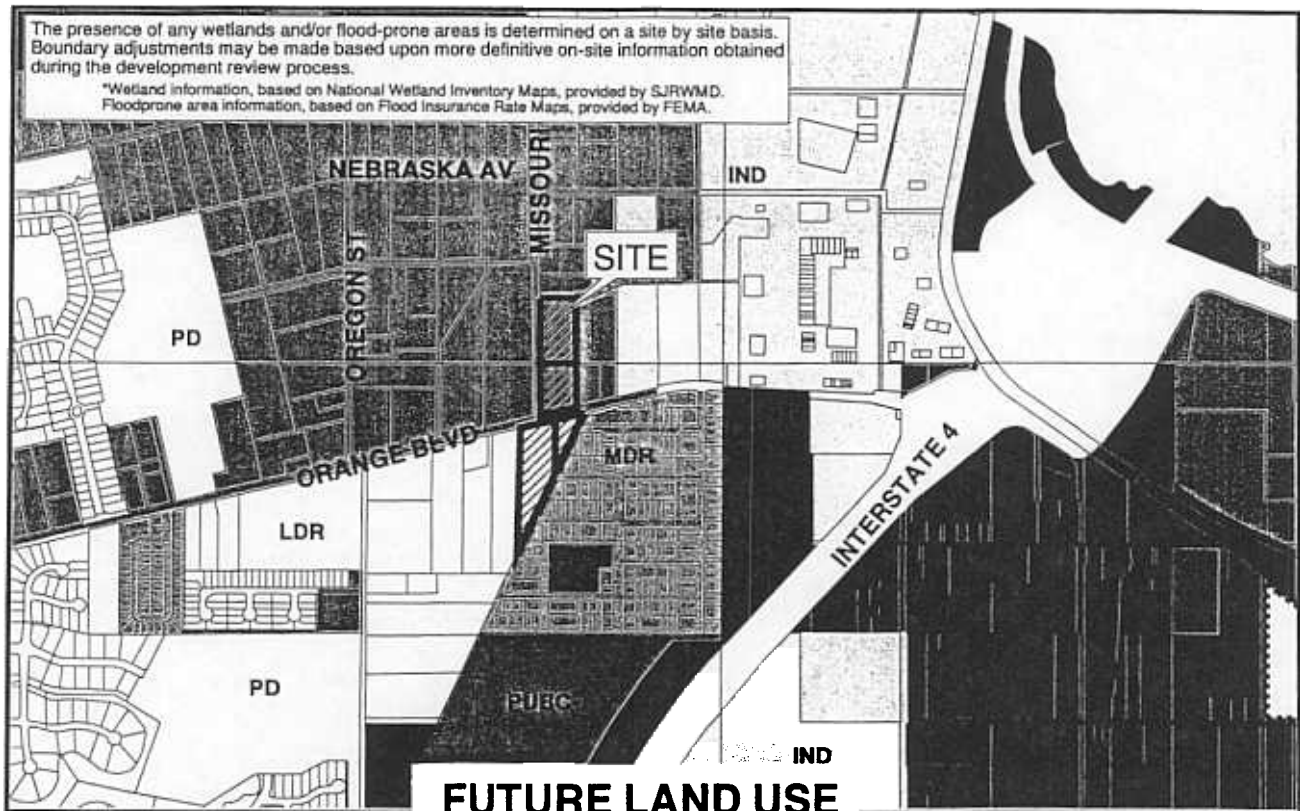 The presence of any wetlands and/or flood-prone areas is determined on a site by site basis.
Boundary adjustments may be made based upon more definitive on-site information obtained
during the development review process.
*Wetland information, based on National Wetland Inventory Maps, provided by SJRWMD.
Floodprone area information, based on Flood Insurance Rate Maps, provided by FEMA.
NEBRASKA AV
MISSOURI
IND
SITE
OREGON ST
PD
ORANGE BLVD
MDR
INTERSTATE 4
LDR
PD
PUBC
IND
FUTURE LAND USE